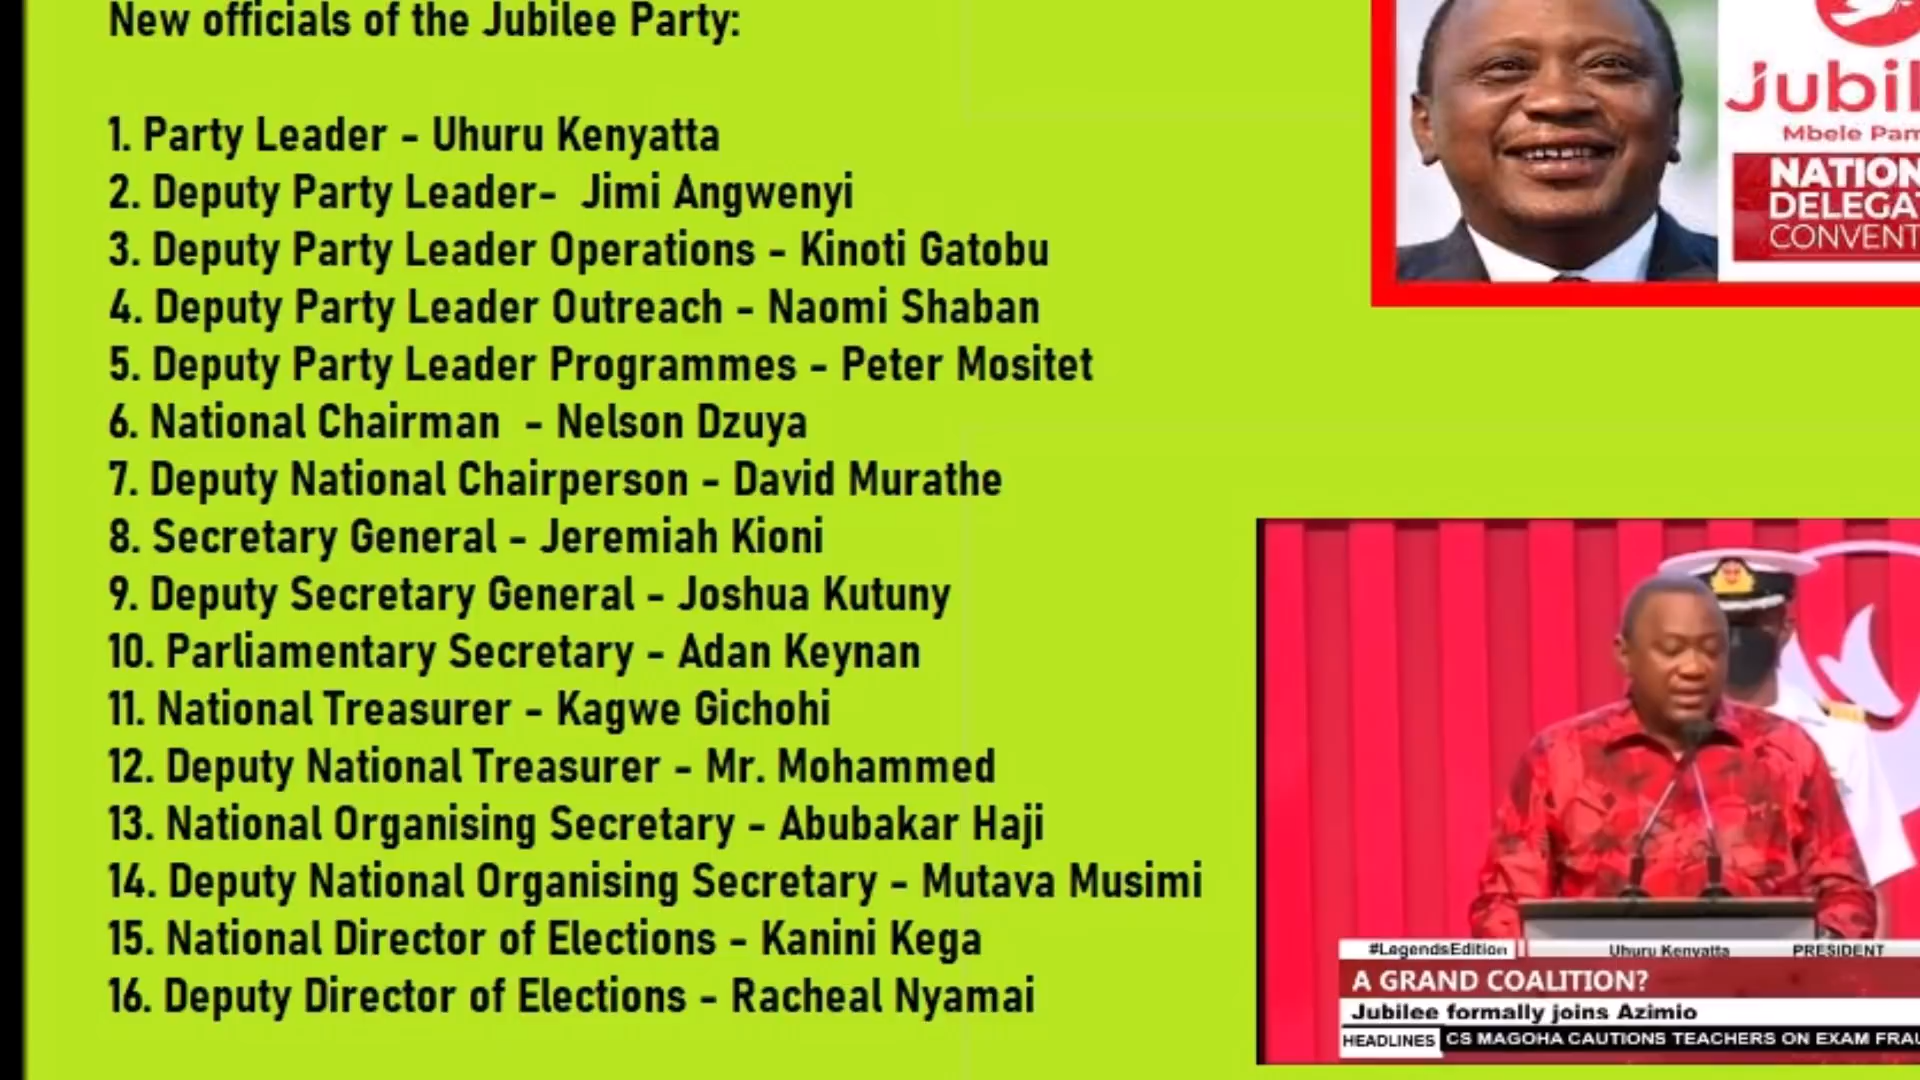 New officials of the Jubilee Party:
1. Party Leader - Uhuru Kenyatta
2. Deputy Party Leader-  Jimi Angwenyi
3. Deputy Party Leader Operations - Kinoti Gatobu
4. Deputy Party Leader Outreach - Naomi Shaban
5. Deputy Party Leader Programmes - Peter Mositet
6. National Chairman  - Nelson Dzuya
7. Deputy National Chairperson - David Murathe
8. Secretary General - Jeremiah Kioni
9. Deputy Secretary General - Joshua Kutuny
10. Parliamentary Secretary - Adan Keynan
11. National Treasurer - Kagwe Gichohi
12. Deputy National Treasurer - Mr. Mohammed
13. National Organising Secretary - Abubakar Haji
14. Deputy National Organising Secretary - Mutava Musimi
15. National Director of Elections - Kanini Kega
16. Deputy Director of Elections - Racheal Nyamai
Jubil
Mbele Pam
NATION
DELEGAT
CONVENT
#LegendsEdition Uhuru Kenyatta PRESIDENT
A GRAND COALITION?
Jubilee formally joins Azimio
HEADLINES CS MAGOHA CAUTIONS TEACHERS ON EXAM FRAU